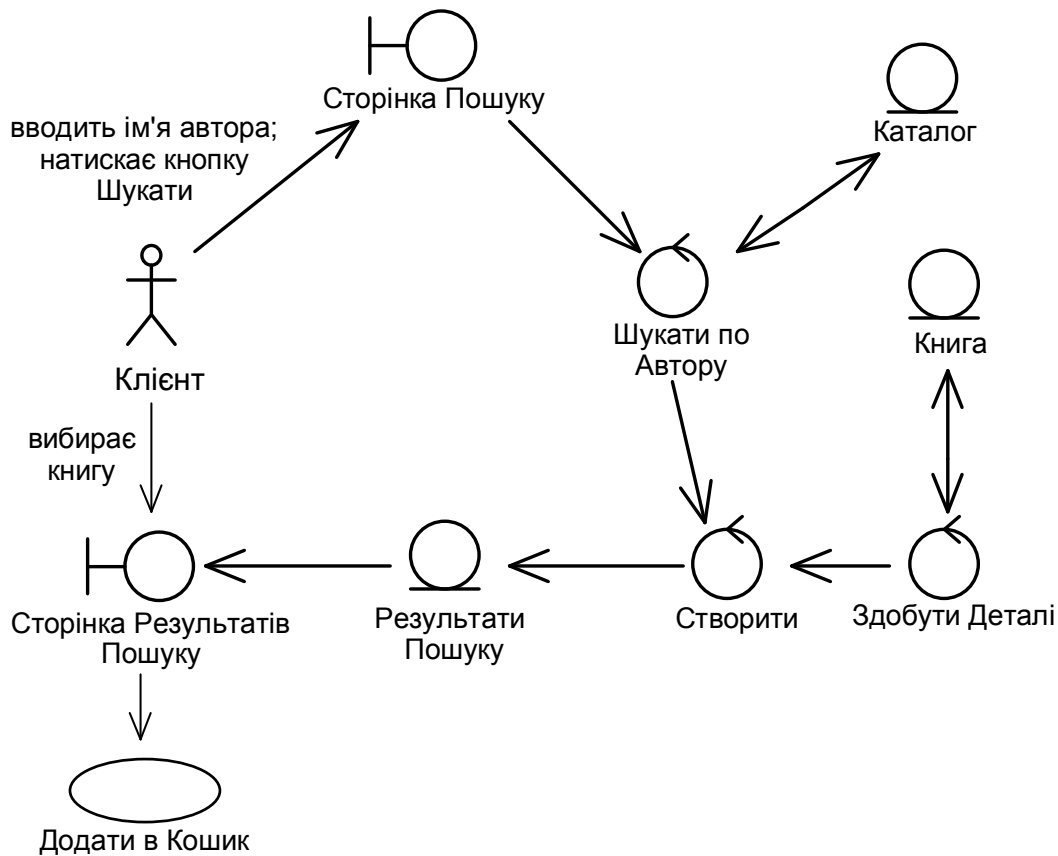 Сторінка Пошуку
Каталог
вводить ім'я автора;
натискає кнопку
Шукати
Шукати по
Автору
Книга
Клієнт
вибирає
книгу
Сторінка Результатів
Пошуку
Результати
Пошуку
Створити
Здобути Деталі
Додати в Кошик